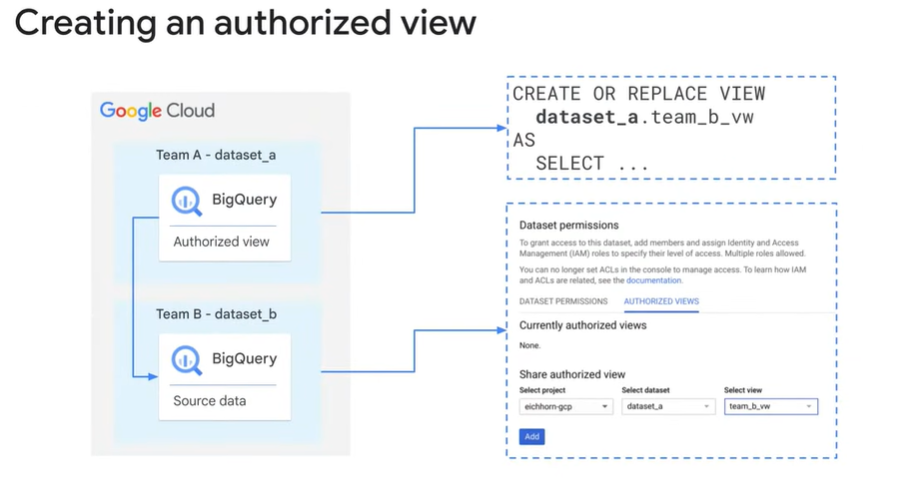 Creating an authorized view
Google Cloud
Team A - dataset_a
BigQuery
Authorized view
Team B - dataset_b
BigQuery
Source data
CREATE OR REPLACE VIEW
dataset_a.team_b_vw
AS
SELECT ...
Dataset permissions
To grant access to this dataset, add members and assign Identity and Access
Management (IAM) roles to specify their level of access. Multiple roles allowed.
You can no longer set ACLs in the console to manage access. To learn how IAM
and ACLs are related, see the documentation.
DATASET PERMISSIONS AUTHORIZED VIEWS
Currently authorized views
None.
Share authorized view
Select project Select dataset Select view
eichhorn-gcp dataset_a team_b_vw
Add